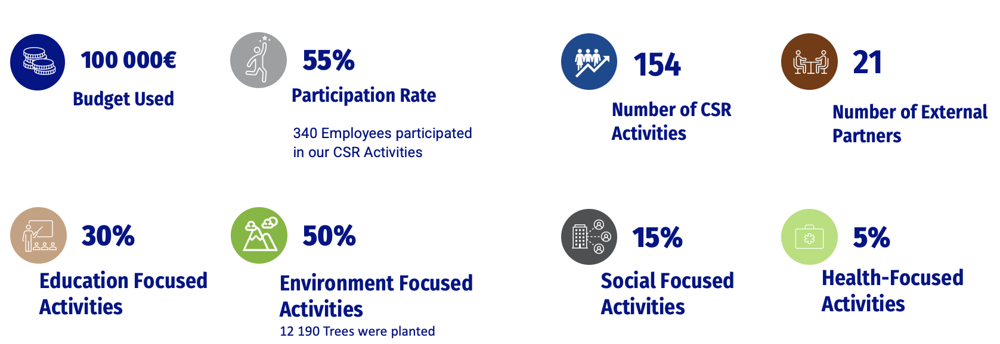 100 000€
Budget Used
55%
Participation Rate
340 Employees participated
in our CSR Activities
154
Number of CSR
Activities
21
Number of External
Partners
30%
Education Focused
Activities
50%
Environment Focused
Activities
12 190 Trees were planted
15%
Social Focused
Activities
5%
Health-Focused
Activities